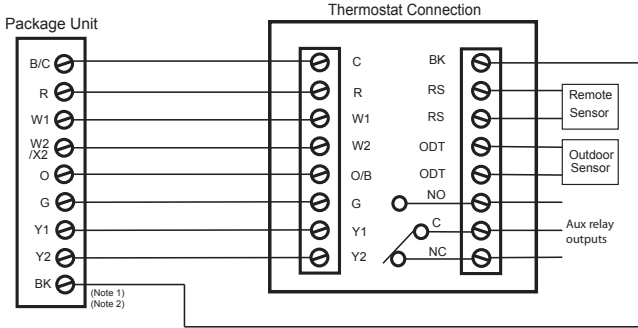 Thermostat Connection
Package Unit
B/C
R
W1
W2
/X2
O
G
Y1
Y2
BK
(Note 1)
(Note 2)
C
R
W1
W2
O/B
G
Y1
Y2
BK
RS
RS
ODT
ODT
NO
C
NC
Remote
Sensor
Outdoor
Sensor
Aux relay
outputs